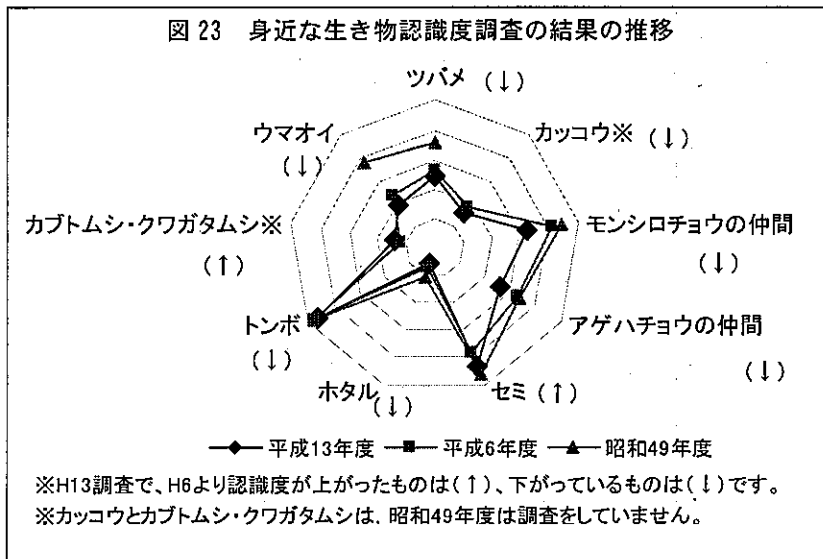 図 23 身近な生き物認識度調査の結果の推移
ツバメ (↓)
カッコウ※ (↓)
モンシロチョウの仲間
(↓)
アゲハチョウの仲間
(↓)
セミ (↑)
ホタル (↓)
トンボ
(↓)
カブトムシ・クワガタムシ※
(↑)
ウマオイ
(↓)
平成13年度 平成6年度 昭和49年度
※H13調査で、H6より認識度が上がったものは(↑)、下がっているものは(↓)です。
※カッコウとカブトムシ・クワガタムシは、昭和49年度は調査をしていません。